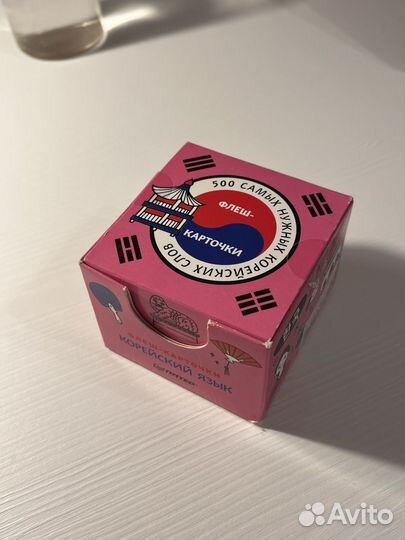 500 САМЫХ НУЖНЫХ КОРЕЙСКИХ СЛОВ
ФЛЕШ-
КАРТОЧКИ
ФЛЕШ-КАРТОЧКИ
КОРЕЙСКИЙ ЯЗЫК
Avito